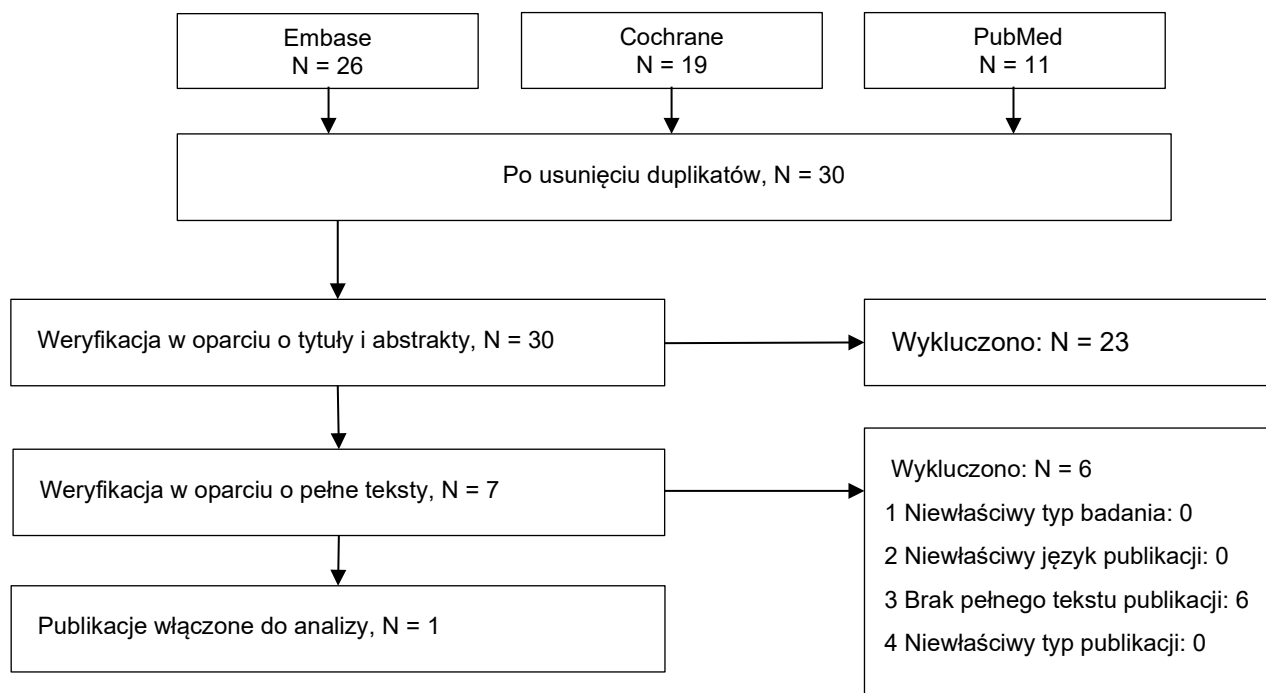 Embase
N = 26
Cochrane
N = 19
PubMed
N = 11
Po usunięciu duplikatów, N = 30
Weryfikacja w oparciu o tytuły i abstrakty, N = 30
Wykluczono: N = 23
Weryfikacja w oparciu o pełne teksty, N = 7
Wykluczono: N = 6
1 Niewłaściwy typ badania: 0
2 Niewłaściwy język publikacji: 0
3 Brak pełnego tekstu publikacji: 6
4 Niewłaściwy typ publikacji: 0
Publikacje włączone do analizy, N = 1